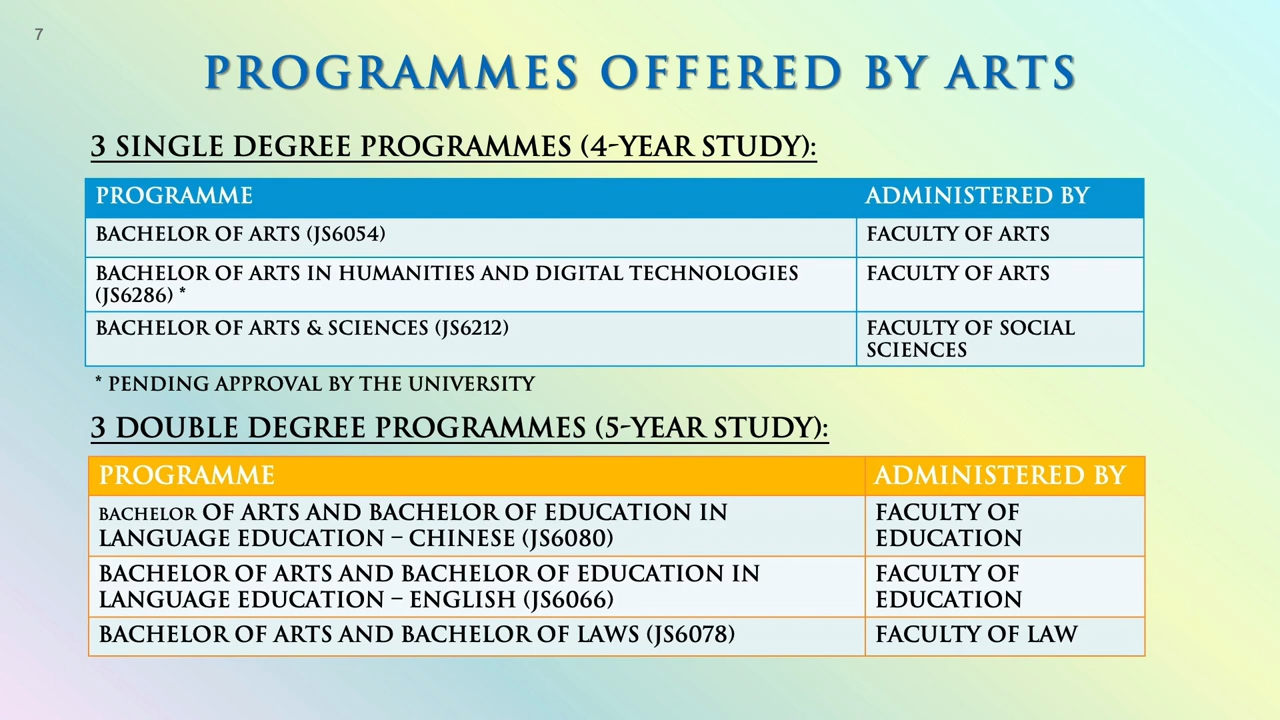 7
PROGRAMMES OFFERED BY ARTS
3 SINGLE DEGREE PROGRAMMES (4-YEAR STUDY):
PROGRAMME ADMINISTERED BY
BACHELOR OF ARTS (JS6054) FACULTY OF ARTS
BACHELOR OF ARTS IN HUMANITIES AND DIGITAL TECHNOLOGIES FACULTY OF ARTS
(JS6286) *
BACHELOR OF ARTS & SCIENCES (JS6212) FACULTY OF SOCIAL
SCIENCES
* PENDING APPROVAL BY THE UNIVERSITY
3 DOUBLE DEGREE PROGRAMMES (5-YEAR STUDY):
PROGRAMME ADMINISTERED BY
BACHELOR OF ARTS AND BACHELOR OF EDUCATION IN FACULTY OF
LANGUAGE EDUCATION – CHINESE (JS6080) EDUCATION
BACHELOR OF ARTS AND BACHELOR OF EDUCATION IN FACULTY OF
LANGUAGE EDUCATION – ENGLISH (JS6066) EDUCATION
BACHELOR OF ARTS AND BACHELOR OF LAWS (JS6078) FACULTY OF LAW